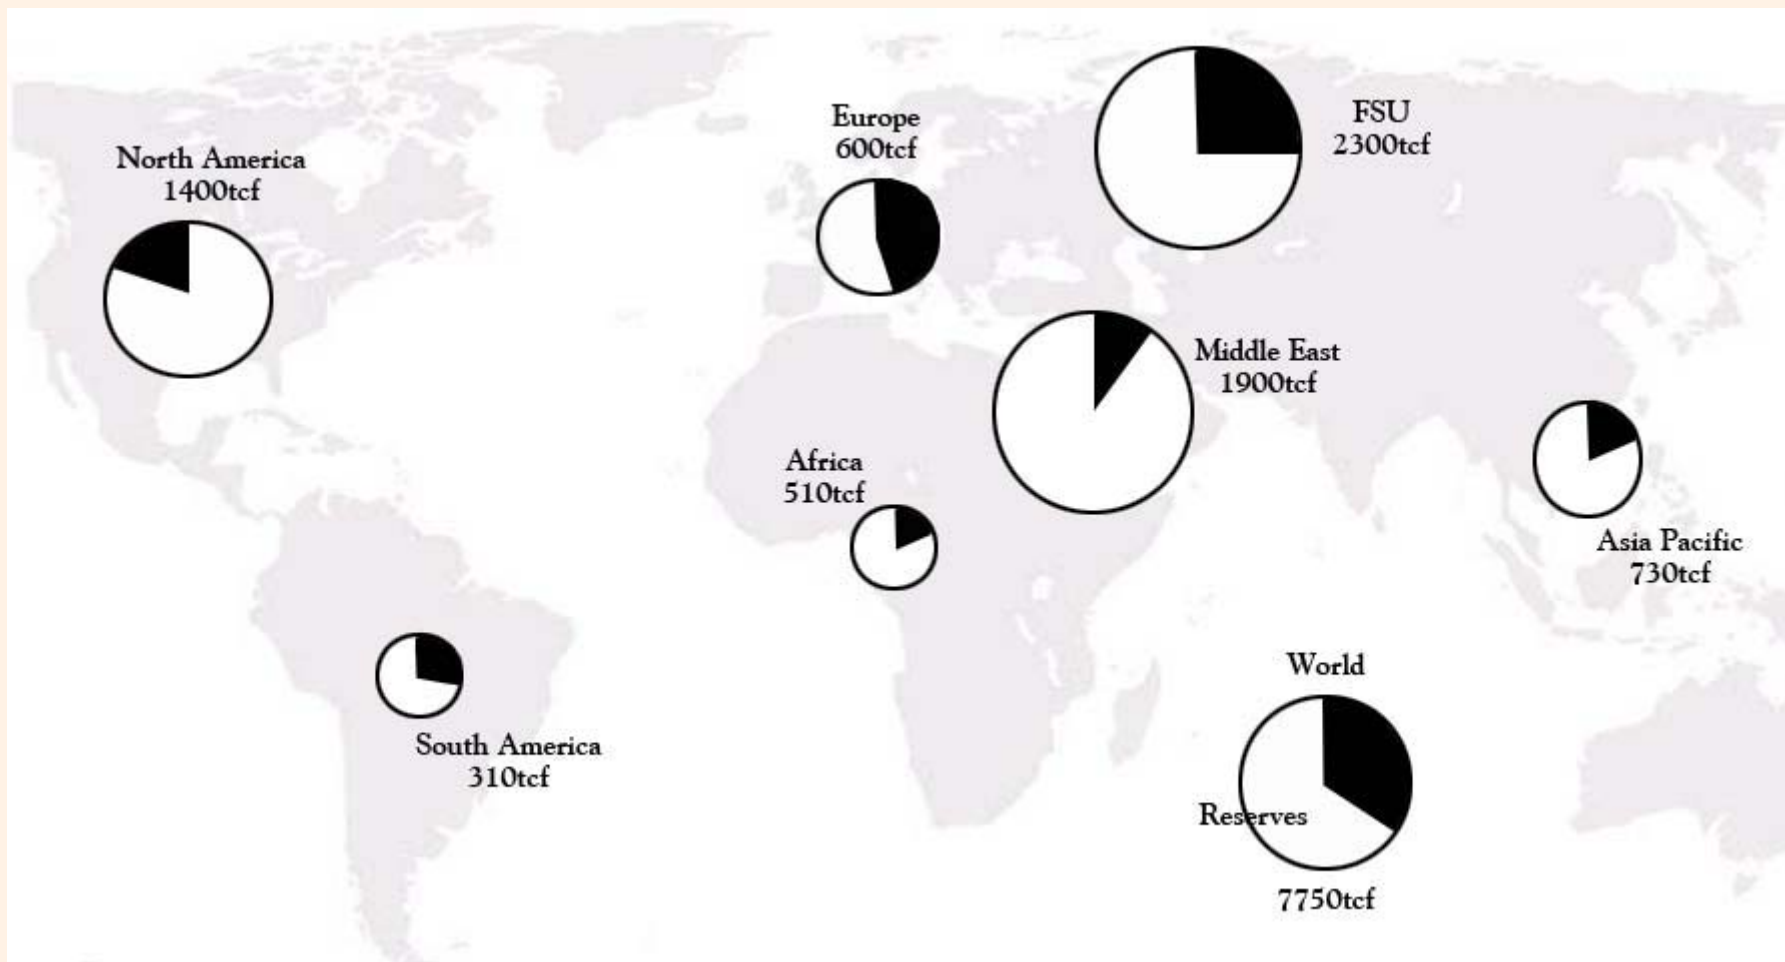 North America
1400tcf
Europe
600tcf
FSU
2300tcf
Middle East
1900tcf
Africa
510tcf
Asia Pacific
730tcf
South America
310tcf
World
Reserves
7750tcf